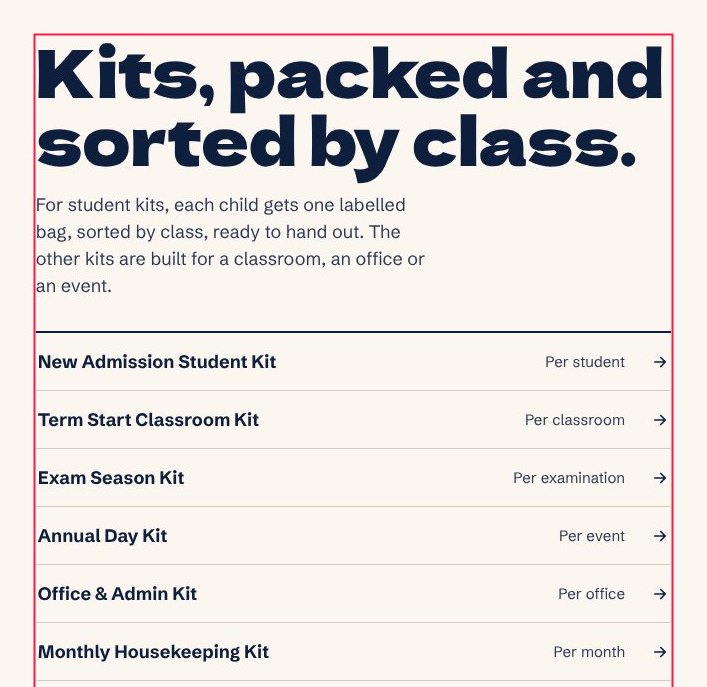 Kits, packed and
sorted by class.
For student kits, each child gets one labelled
bag, sorted by class, ready to hand out. The
other kits are built for a classroom, an office or
an event.
New Admission Student Kit Per student →
Term Start Classroom Kit Per classroom →
Exam Season Kit Per examination →
Annual Day Kit Per event →
Office & Admin Kit Per office →
Monthly Housekeeping Kit Per month →